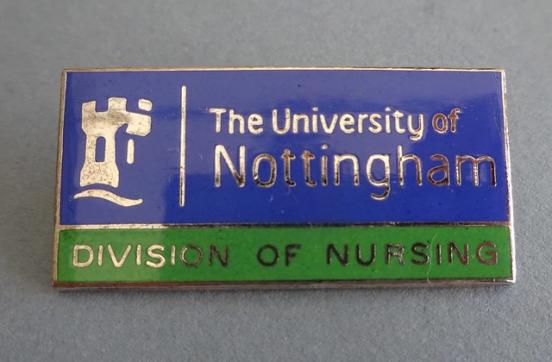 The University of
Nottingham
DIVISION OF NURSING